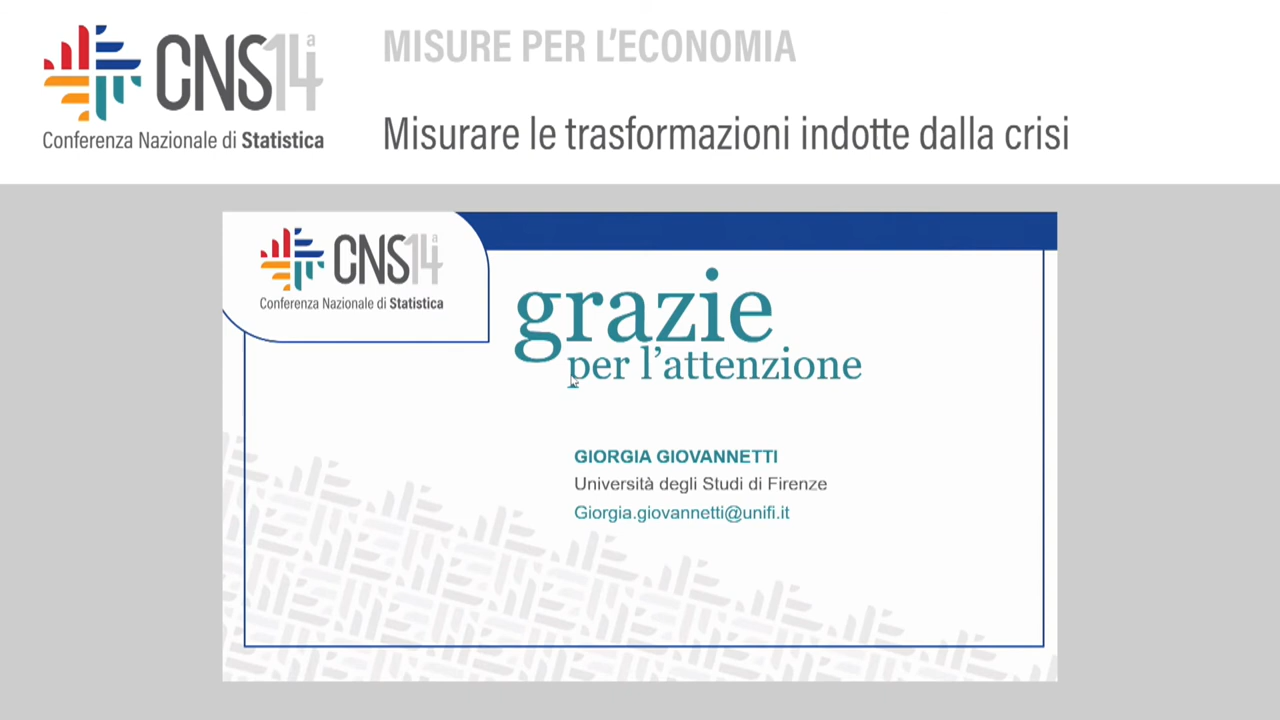 CNS14a
Conferenza Nazionale di Statistica
MISURE PER L'ECONOMIA
Misurare le trasformazioni indotte dalla crisi
CNS14a
Conferenza Nazionale di Statistica
grazie
per l'attenzione
GIORGIA GIOVANNETTI
Università degli Studi di Firenze
Giorgia.giovannetti@unifi.it